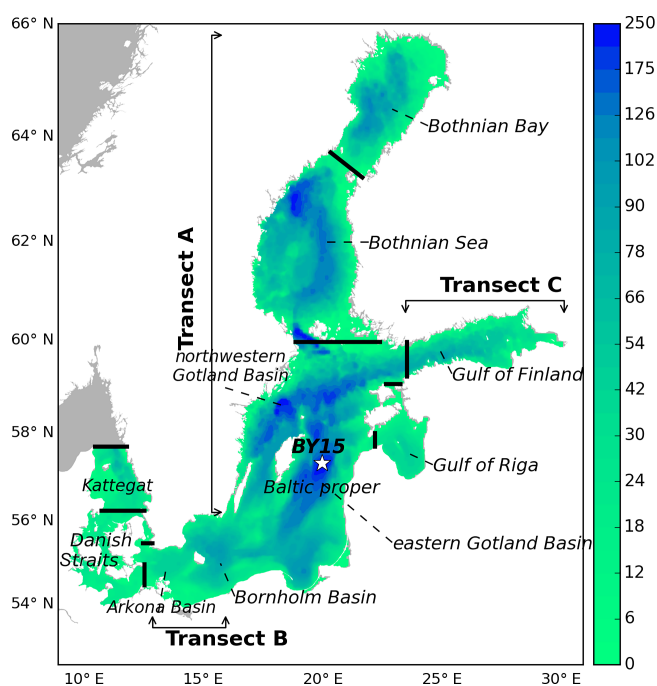 66° N
250
175
64° N
126
Bothnian Bay
102
90
62° N
Bothnian Sea
78
Transect A
Transect C
66
60° N
54
northwestern
Gotland Basin
Gulf of Finland
42
34
58° N
BY15
30
Kattegat
Baltic proper
Gulf of Riga
24
56° N
18
Danish
Straits
eastern Gotland Basin
12
54° N
Arkona Basin
Bornholm Basin
6
Transect B
0
10° E
15° E
20° E
25° E
30° E